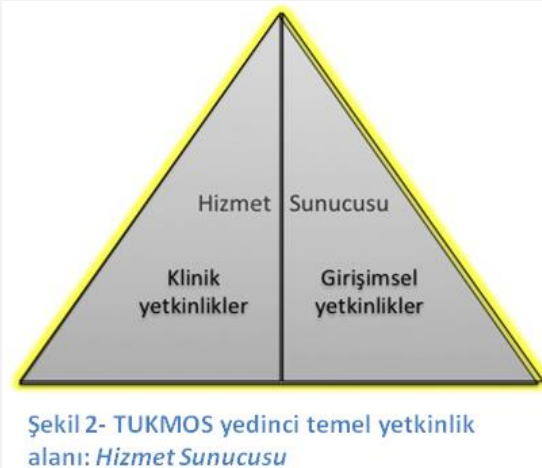 Hizmet Sunucusu
Klinik Girişimsel
yetkinlikler yetkinlikler
Şekil 2- TUKMOS yedinci temel yetkinlik
alanı: Hizmet Sunucusu